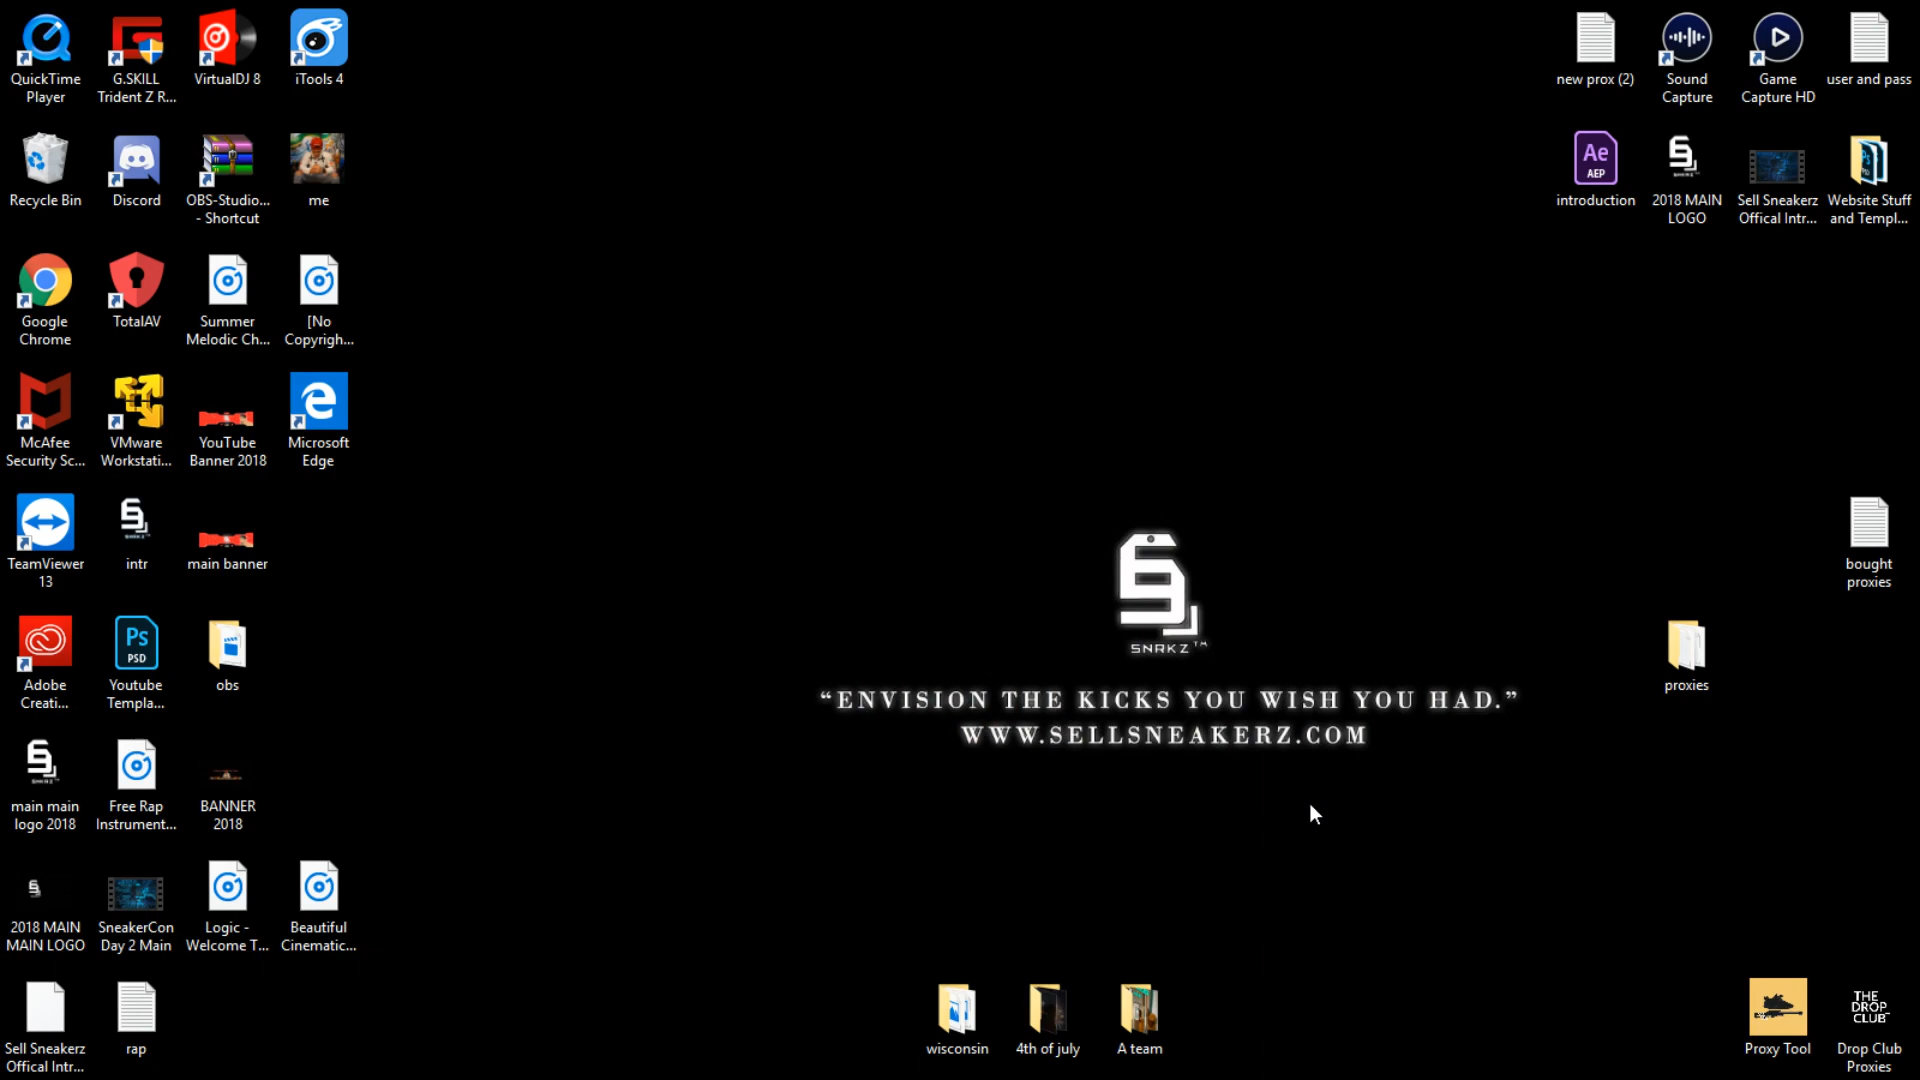 QuickTime
Player
G.SKILL
Trident Z R...
VirtualDJ 8
iTools 4
new prox (2)
Sound
Capture
Game
Capture HD
user and pass
Recycle Bin
Discord
OBS-Studio...
- Shortcut
me
Ae
AEP
introduction
2018 MAIN
LOGO
Sell Sneakerz
Offical Intr...
Website Stuff
and Templ...
Google
Chrome
TotalAV
Summer
Melodic Ch...
[No
Copyrigh...
McAfee
Security Sc...
VMware
Workstati...
YouTube
Banner 2018
Microsoft
Edge
TeamViewer
13
intr
main banner
bought
proxies
SNRKZ™
Adobe
Creati...
Ps
PSD
Youtube
Templa...
obs
proxies
“ENVISION THE KICKS YOU WISH YOU HAD.”
WWW.SELLSNEAKERZ.COM
main main
logo 2018
Free Rap
Instrument...
BANNER
2018
2018 MAIN
MAIN LOGO
SneakerCon
Day 2 Main
Logic -
Welcome T...
Beautiful
Cinematic...
Sell Sneakerz
Offical Intr...
rap
wisconsin
4th of july
A team
Proxy Tool
THE
DROP
CLUB
Drop Club
Proxies